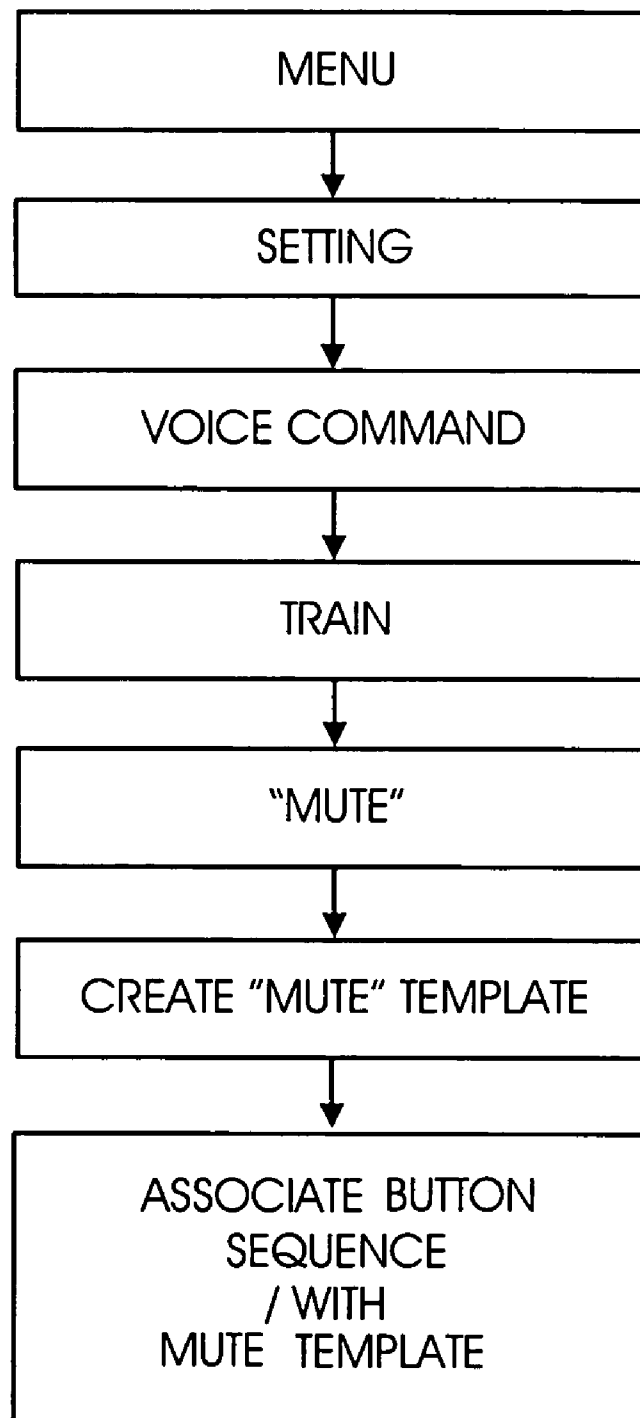 MENU
SETTING
VOICE COMMAND
TRAIN
“MUTE”
CREATE “MUTE” TEMPLATE
ASSOCIATE BUTTON
SEQUENCE
/ WITH
MUTE TEMPLATE